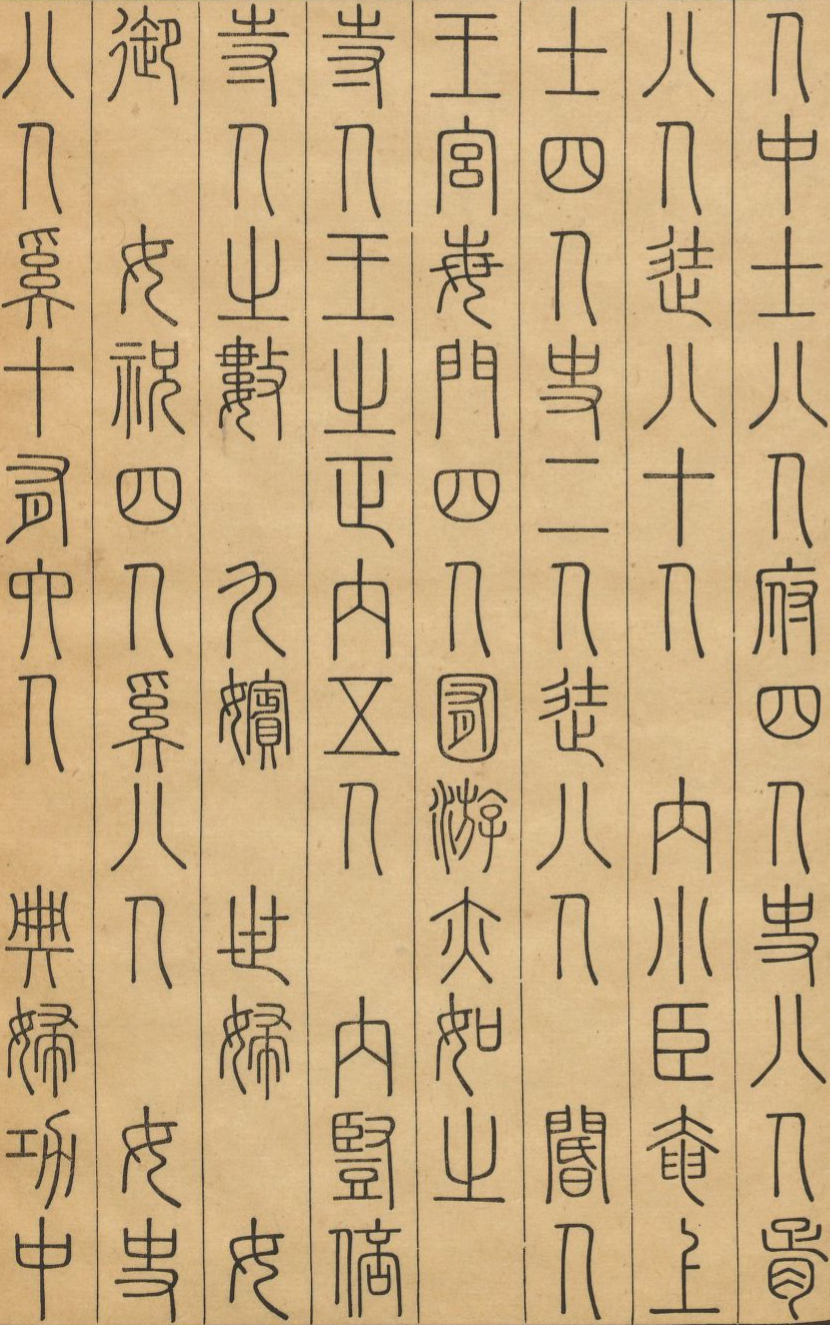 人中士八人府四人史八人胥
八人徒八十人　內小臣奄上
士四人史二人徒八人　閽人
王宮每門四人囿游亦如之
寺人王之正內五人　內豎倍
寺人之數　九嬪　世婦　女
御　女祝四人奚八人　女史
八人奚十有六人　典婦功中